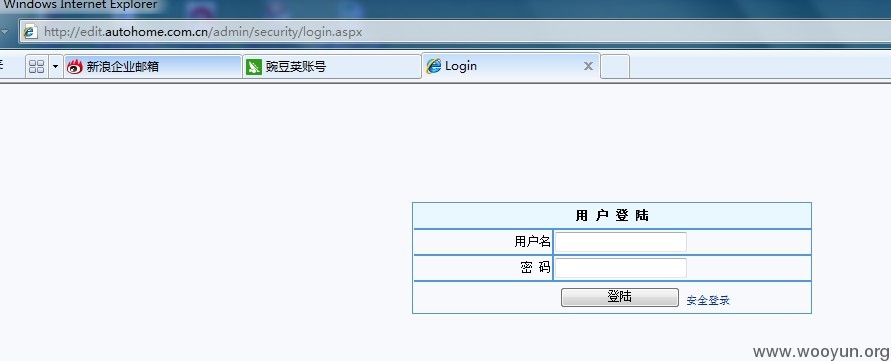 Windows Internet Explorer
http://edit.autohome.com.cn/admin/security/login.aspx
新浪企业邮箱 豌豆荚账号 Login
用 户 登 陆
用户名
密 码
登陆 安全登录
www.wooyun.org